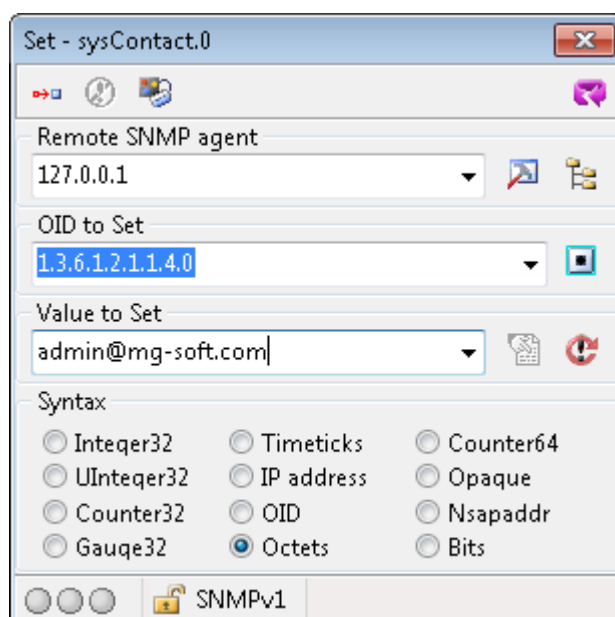 Set - sysContact.0
Remote SNMP agent
127.0.0.1
OID to Set
1.3.6.1.2.1.1.4.0
Value to Set
admin@mg-soft.com
Syntax
Integer32 Timeticks Counter64
UInteger32 IP address Opaque
Counter32 OID Nsapaddr
Gauge32 Octets Bits
SNMPv1